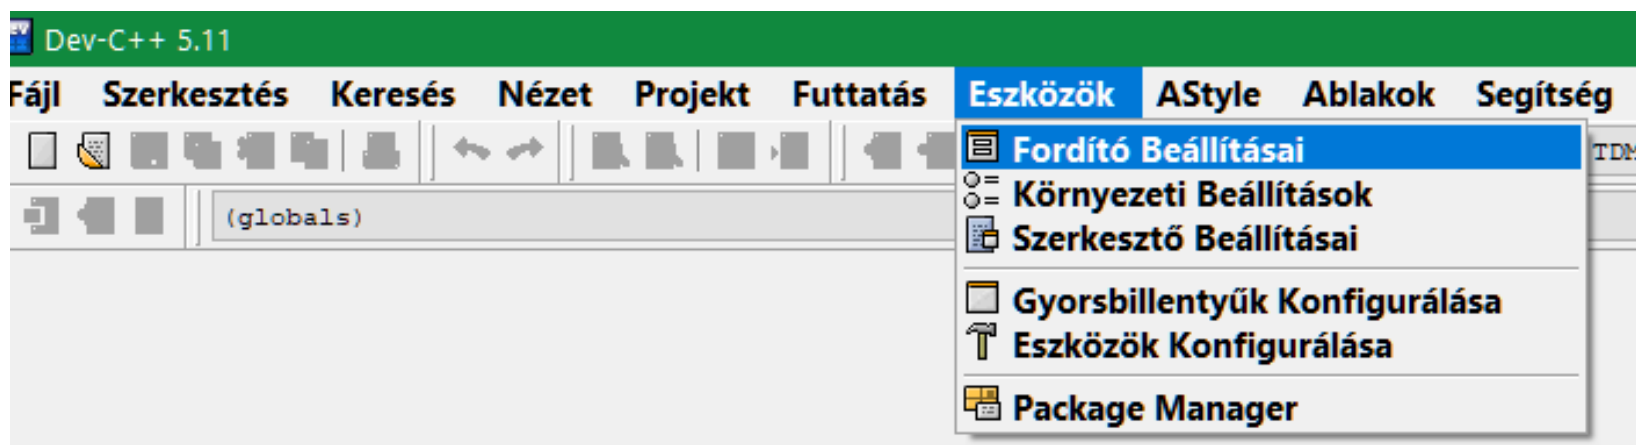 Dev-C++ 5.11
Fájl Szerkesztés Keresés Nézet Projekt Futtatás Eszközök AStyle Ablakok Segítség
Fordító Beállításai
TDM
Környezeti Beállítások
(globals)
Szerkesztő Beállításai
Gyorsbillentyűk Konfigurálása
Eszközök Konfigurálása
Package Manager